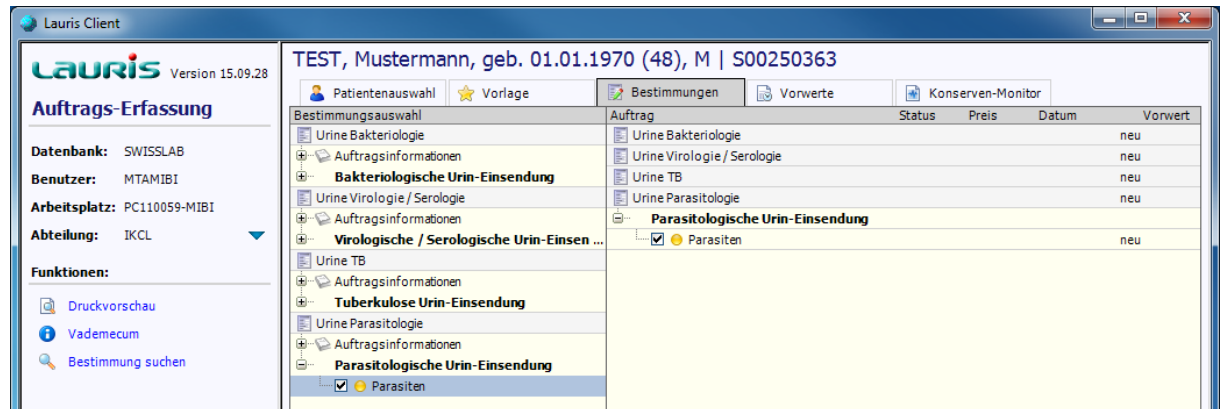 Lauris Client
Lauris Version 15.09.28
Auftrags-Erfassung
Datenbank: SWISSLAB
Benutzer: MTAMIBI
Arbeitsplatz: PC110059-MIBI
Abteilung: IKCL
Funktionen:
Druckvorschau
Vademecum
Bestimmung suchen
TEST, Mustermann, geb. 01.01.1970 (48), M | S00250363
Patientenauswahl Vorlage Bestimmungen Vorwerte Konserven-Monitor
Bestimmungsauswahl
Urine Bakteriologie
Auftragsinformationen
Bakteriologische Urin-Einsendung
Urine Virologie / Serologie
Auftragsinformationen
Virologische / Serologische Urin-Einsen ...
Urine TB
Auftragsinformationen
Tuberkulose Urin-Einsendung
Urine Parasitologie
Auftragsinformationen
Parasitologische Urin-Einsendung
Parasiten
Auftrag Status Preis Datum Vorwert
Urine Bakteriologie neu
Urine Virologie / Serologie neu
Urine TB neu
Urine Parasitologie neu
Parasitologische Urin-Einsendung
Parasiten neu